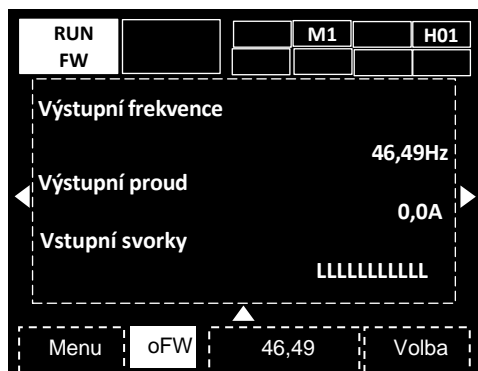 RUN
FW
M1
H01
Výstupní frekvence
46,49Hz
Výstupní proud
0,0A
Vstupní svorky
LLLLLLLLLLL
Menu
oFW
46,49
Volba